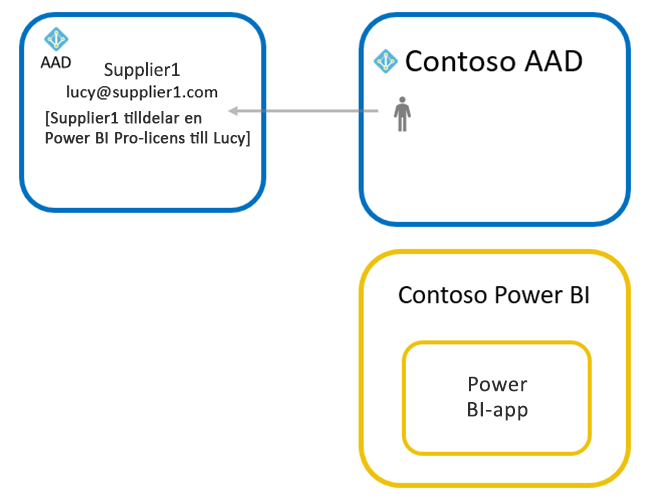 AAD
Supplier1
lucy@supplier1.com
[Supplier1 tilldelar en
Power BI Pro-licens till Lucy]
Contoso AAD
Contoso Power BI
Power
BI-app